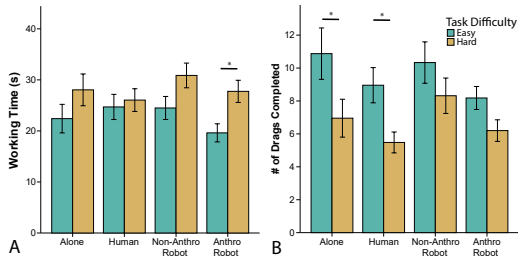 Working Time (s)
40
30
20
10
0
*
Alone
Human
Non-Anthro
Robot
Anthro
Robot
A
# of Drags Completed
12
10
8
6
4
2
0
*
*
Task Difficulty
Easy
Hard
Alone
Human
Non-Anthro
Robot
Anthro
Robot
B